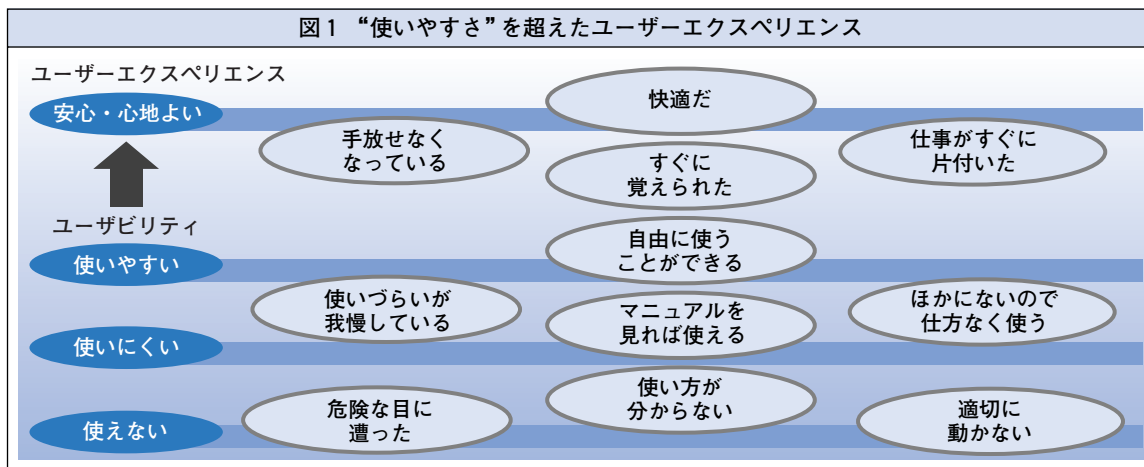 図1 “使いやすさ”を超えたユーザーエクスペリエンス
ユーザーエクスペリエンス
安心・心地よい
快適だ
手放せなく
なっている
すぐに
覚えられた
仕事がすぐに
片付いた
ユーザビリティ
使いやすい
自由に使う
ことができる
使いづらいが
我慢している
マニュアルを
見れば使える
ほかにないので
仕方なく使う
使いにくい
使えない
危険な目に
遭った
使い方が
分からない
適切に
動かない